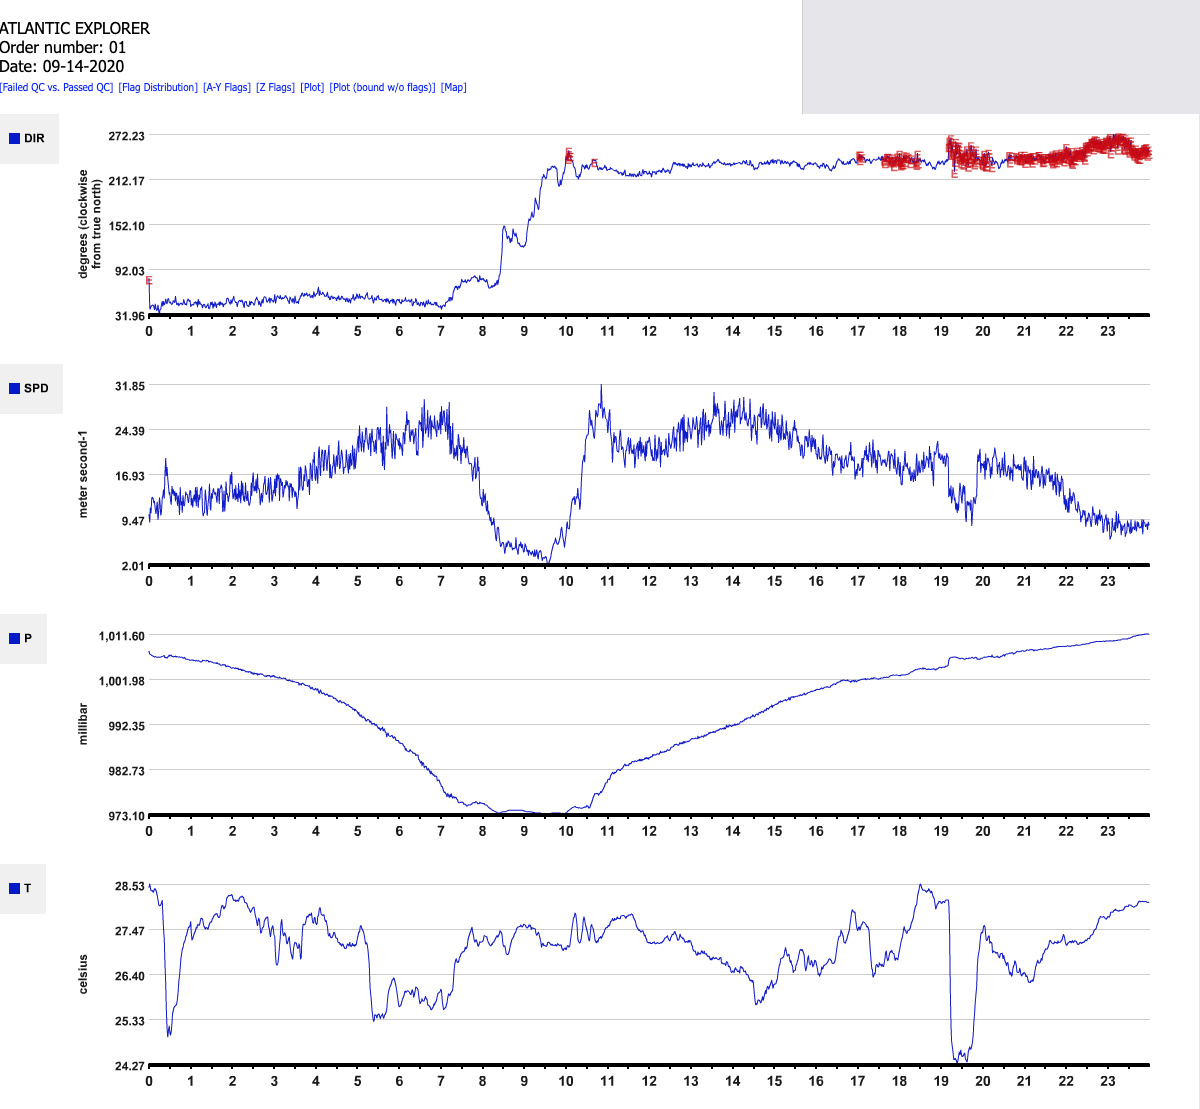 ATLANTIC EXPLORER
Order number: 01
Date: 09-14-2020
[Failed QC vs. Passed QC] [Flag Distribution] [A-Y Flags] [Z Flags] [Plot] [Plot (bound w/o flags)] [Map]
DIR
degrees (clockwise
from true north)
272.23
212.17
152.10
92.03
31.96
E
0 1 2 3 4 5 6 7 8 9 10 11 12 13 14 15 16 17 18 19 20 21 22 23
SPD
meter second-1
31.85
24.39
16.93
9.47
2.01
0 1 2 3 4 5 6 7 8 9 10 11 12 13 14 15 16 17 18 19 20 21 22 23
P
millibar
1,011.60
1,001.98
992.35
982.73
973.10
0 1 2 3 4 5 6 7 8 9 10 11 12 13 14 15 16 17 18 19 20 21 22 23
T
celsius
28.53
27.47
26.40
25.33
24.27
0 1 2 3 4 5 6 7 8 9 10 11 12 13 14 15 16 17 18 19 20 21 22 23